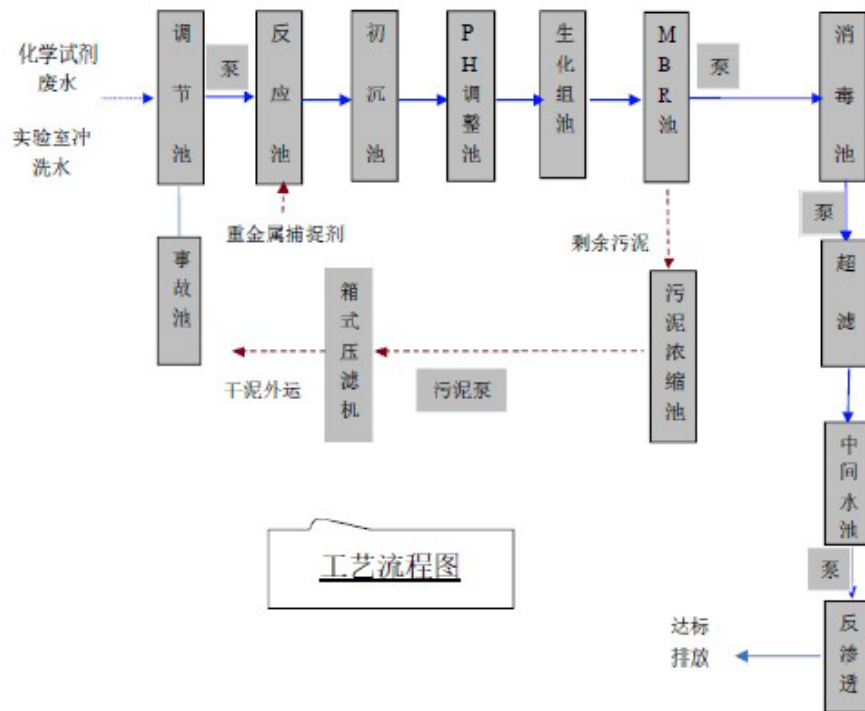 化学试剂
废水
实验室冲
洗水
调节池
泵
反应池
初沉池
PH调整池
生化组池
MBR池
泵
消毒池
重金属捕捉剂
剩余污泥
泵
事故池
箱式压滤机
污泥浓缩池
超滤
干泥外运
污泥泵
中间水池
工艺流程图
泵
达标
排放
反渗透